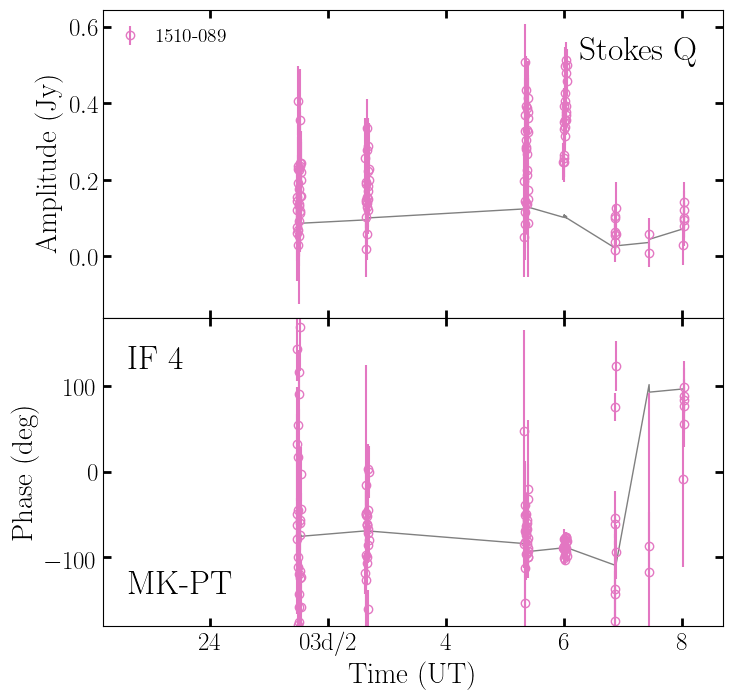 1510-089
Stokes Q
0.6
0.4
0.2
0.0
Amplitude (Jy)
IF 4
100
0
−100
Phase (deg)
MK-PT
24 03d/2 4 6 8
Time (UT)